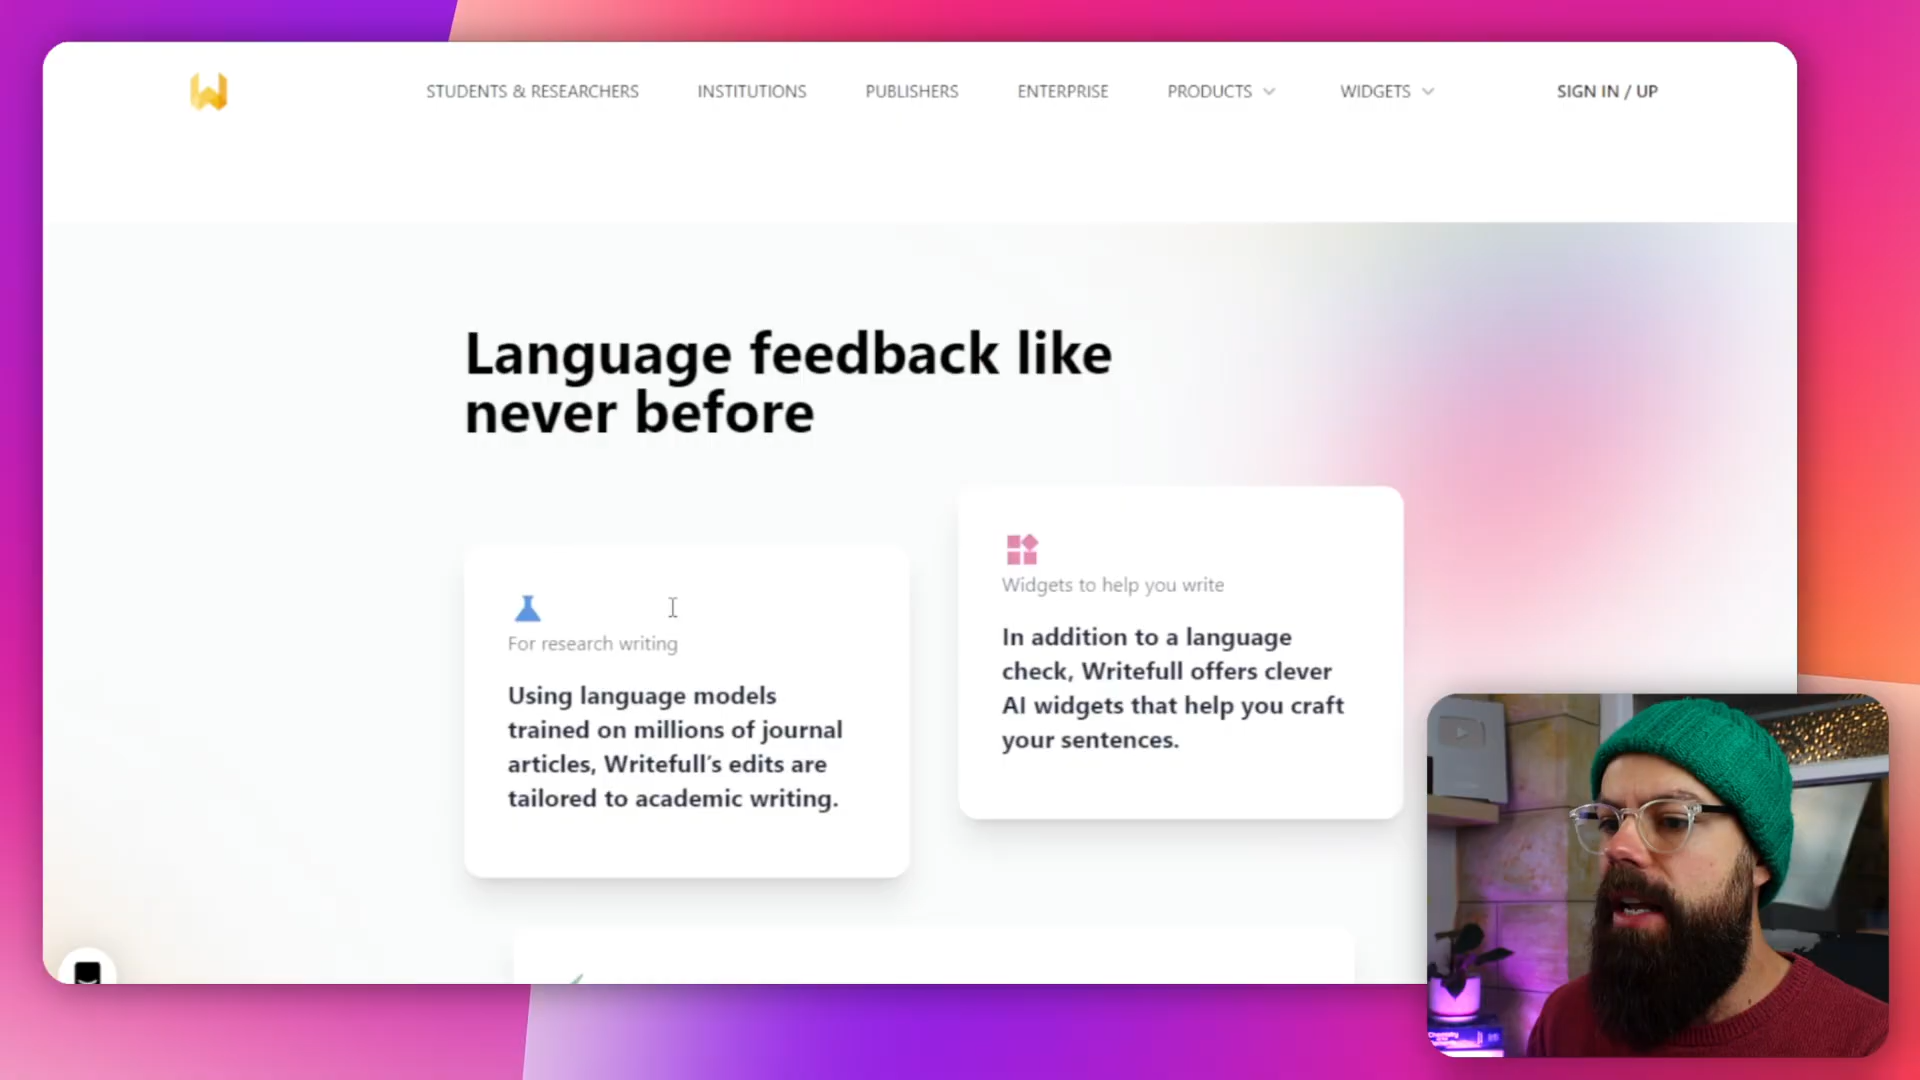 STUDENTS & RESEARCHERS
INSTITUTIONS
PUBLISHERS
ENTERPRISE
PRODUCTS
WIDGETS
SIGN IN / UP
Language feedback like
never before
For research writing
Using language models
trained on millions of journal
articles, Writefull's edits are
tailored to academic writing.
Widgets to help you write
In addition to a language
check, Writefull offers clever
AI widgets that help you craft
your sentences.
Chemistry